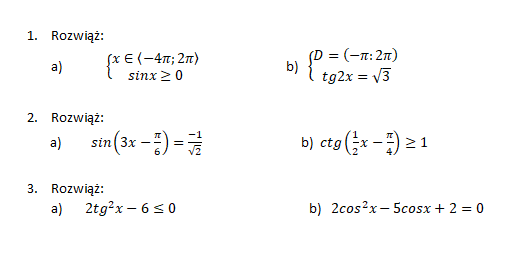 1. Rozwiąż:
a) {x ∈ ⟨−4π; 2π⟩
sinx ≥ 0
b) {D = (−π: 2π)
tg2x = √3
2. Rozwiąż:
a) sin(3x − π/6) = −1/√2 b) ctg(1/2 x − π/4) ≥ 1
3. Rozwiąż:
a) 2tg²x − 6 ≤ 0 b) 2cos²x − 5cosx + 2 = 0